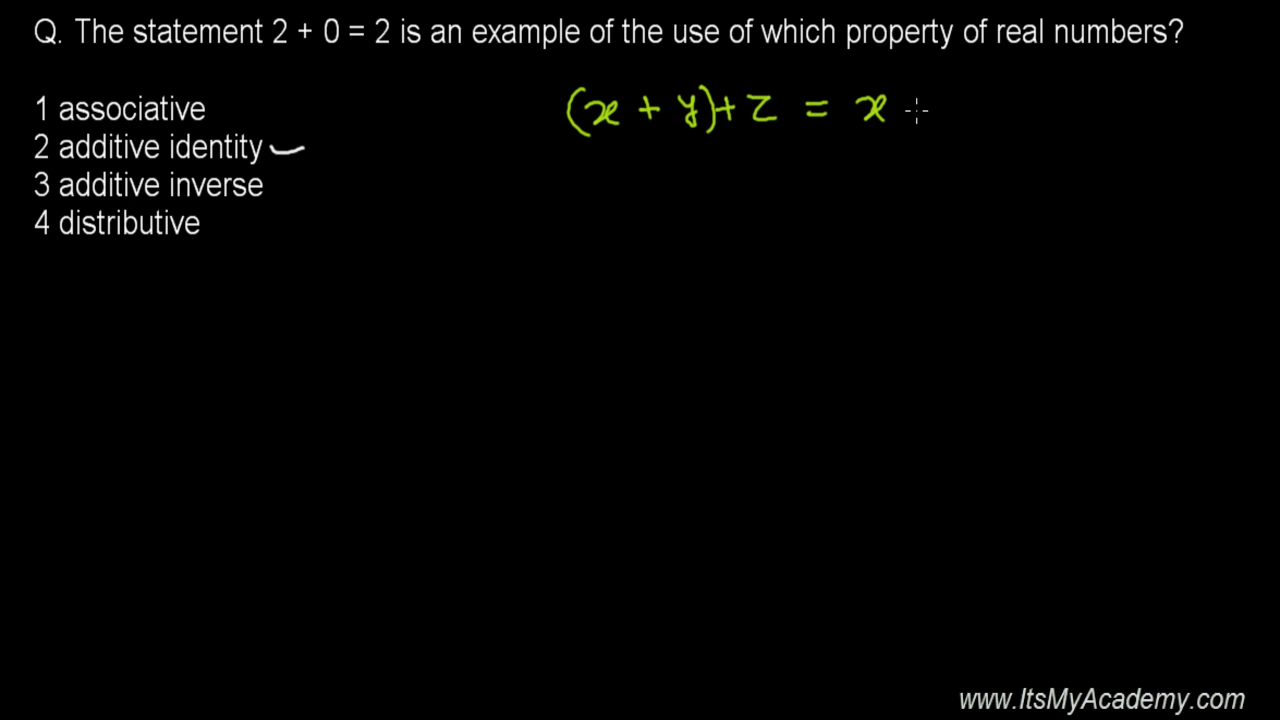 Q. The statement 2 + 0 = 2 is an example of the use of which property of real numbers?
1 associative
(x + y) + z = x
2 additive identity
3 additive inverse
4 distributive
www.ItsMyAcademy.com